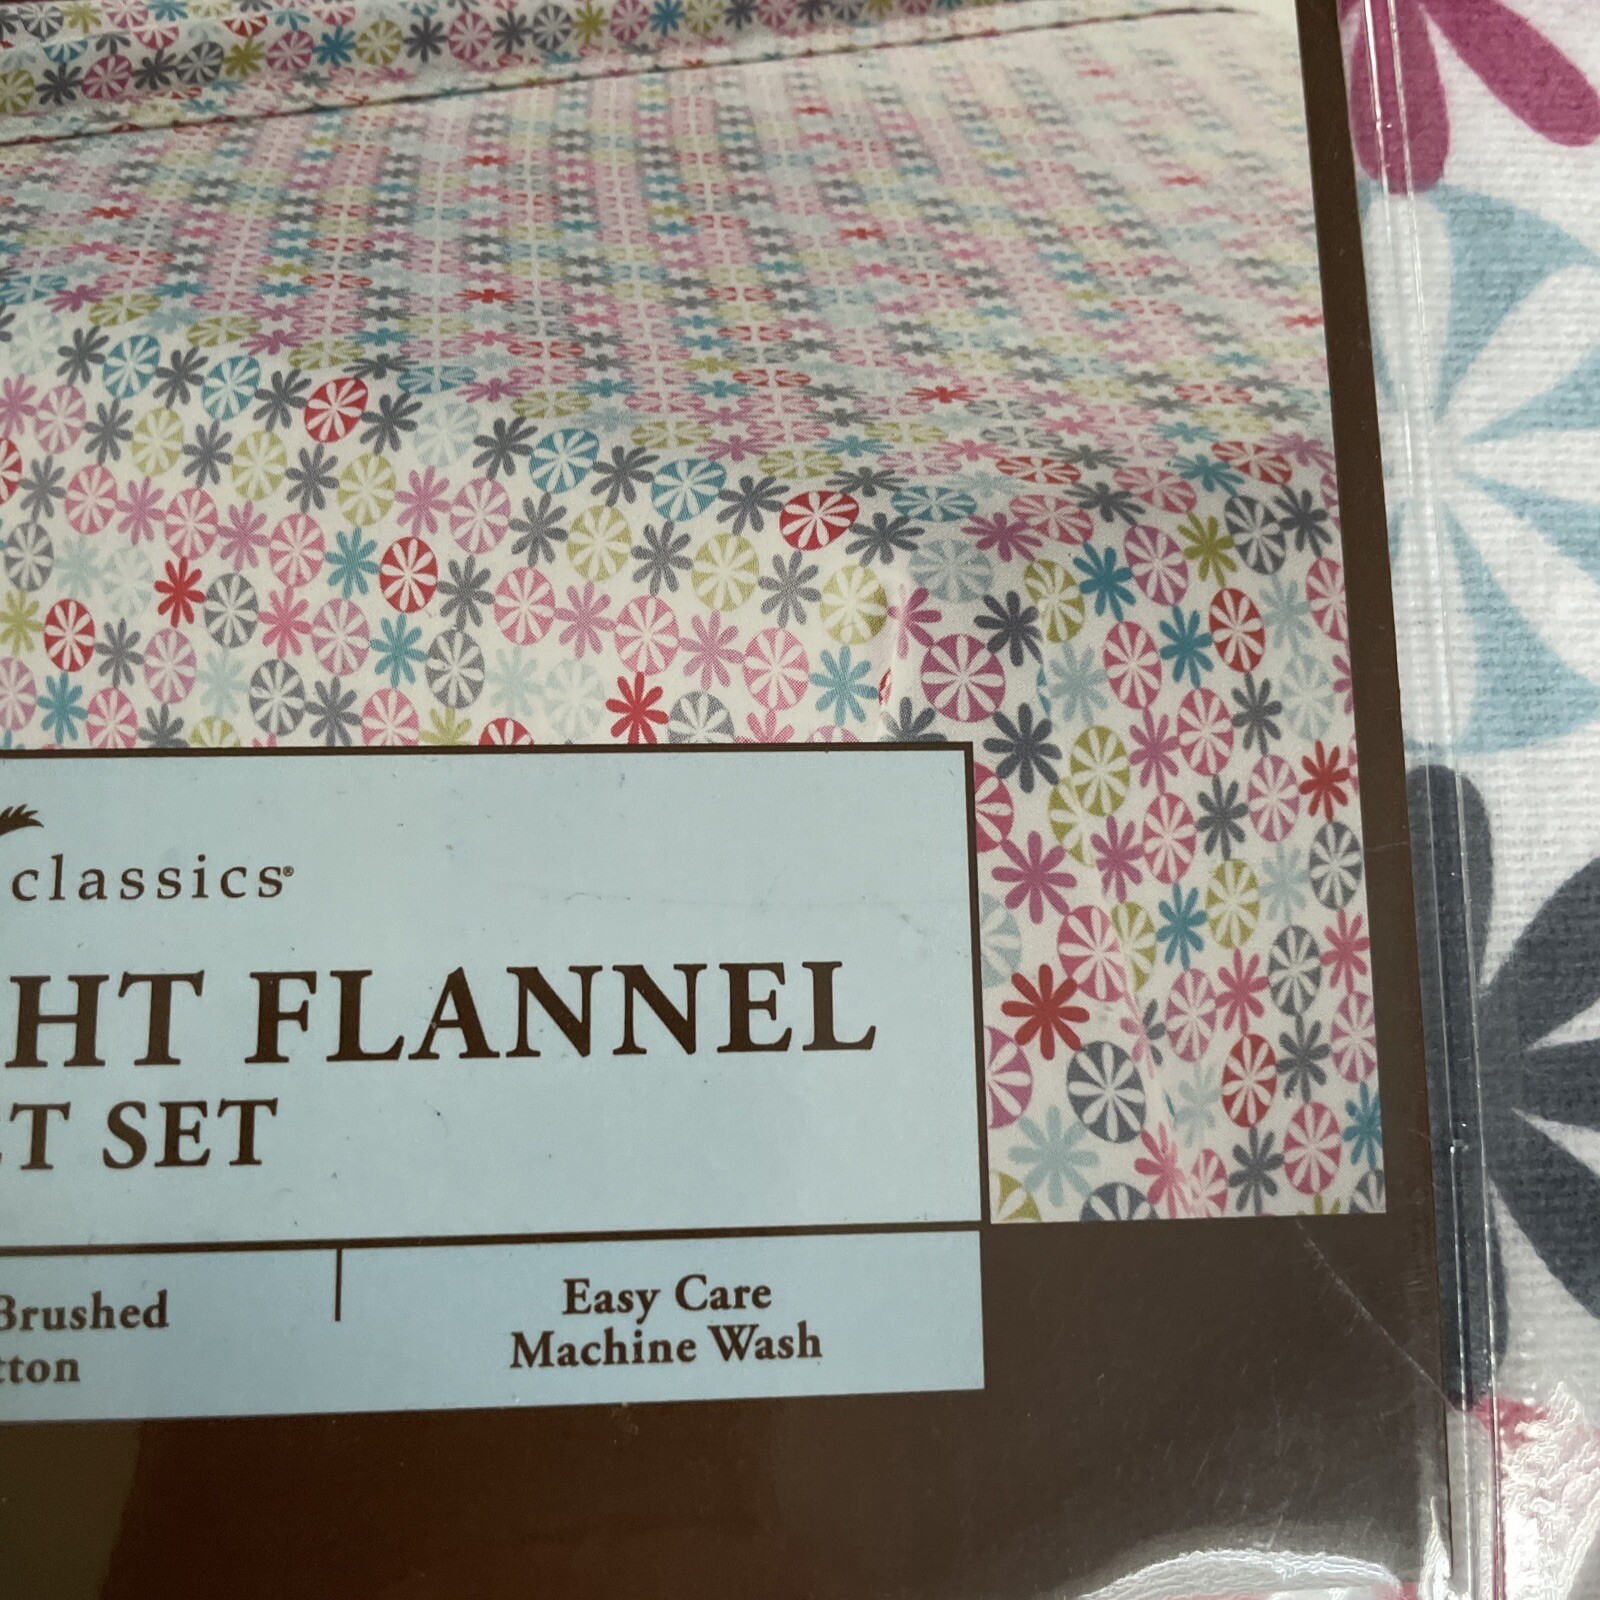 classics®
HT FLANNEL
T SET
Brushed
tton
Easy Care
Machine Wash